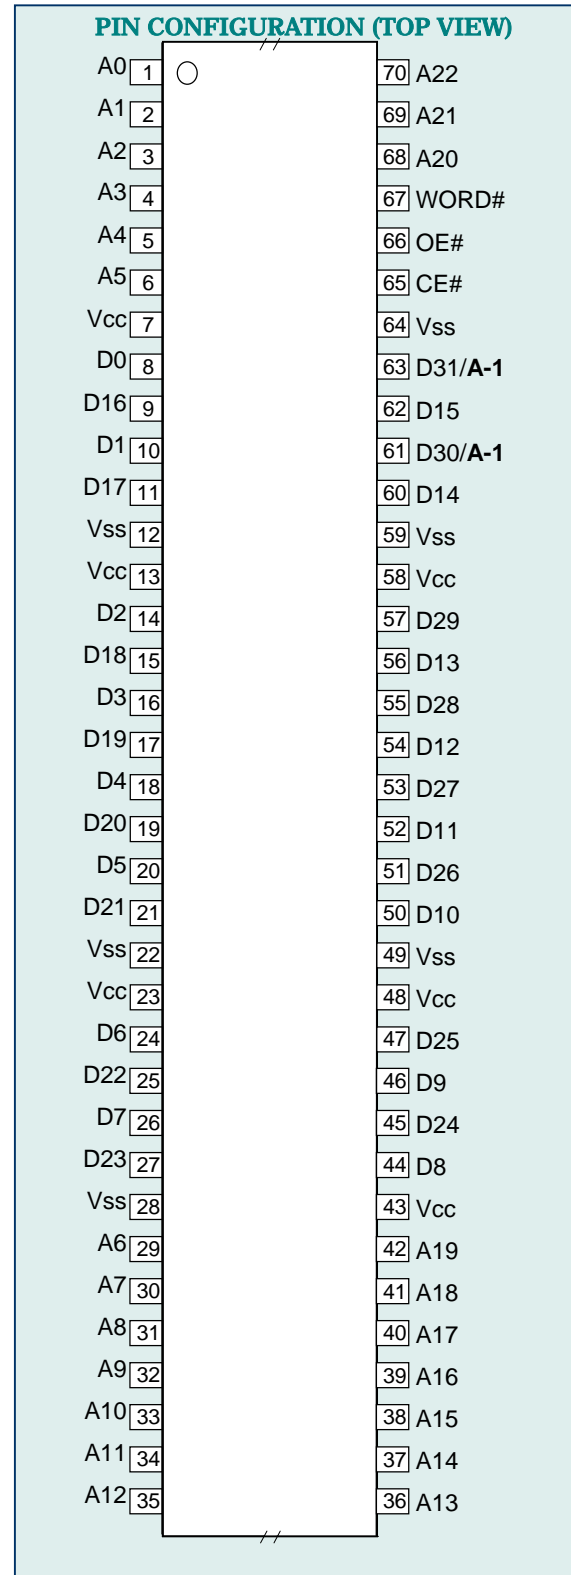 PIN CONFIGURATION (TOP VIEW)
A0 1 70 A22
A1 2 69 A21
A2 3 68 A20
A3 4 67 WORD#
A4 5 66 OE#
A5 6 65 CE#
Vcc 7 64 Vss
D0 8 63 D31/A-1
D16 9 62 D15
D1 10 61 D30/A-1
D17 11 60 D14
Vss 12 59 Vss
Vcc 13 58 Vcc
D2 14 57 D29
D18 15 56 D13
D3 16 55 D28
D19 17 54 D12
D4 18 53 D27
D20 19 52 D11
D5 20 51 D26
D21 21 50 D10
Vss 22 49 Vss
Vcc 23 48 Vcc
D6 24 47 D25
D22 25 46 D9
D7 26 45 D24
D23 27 44 D8
Vss 28 43 Vcc
A6 29 42 A19
A7 30 41 A18
A8 31 40 A17
A9 32 39 A16
A10 33 38 A15
A11 34 37 A14
A12 35 36 A13